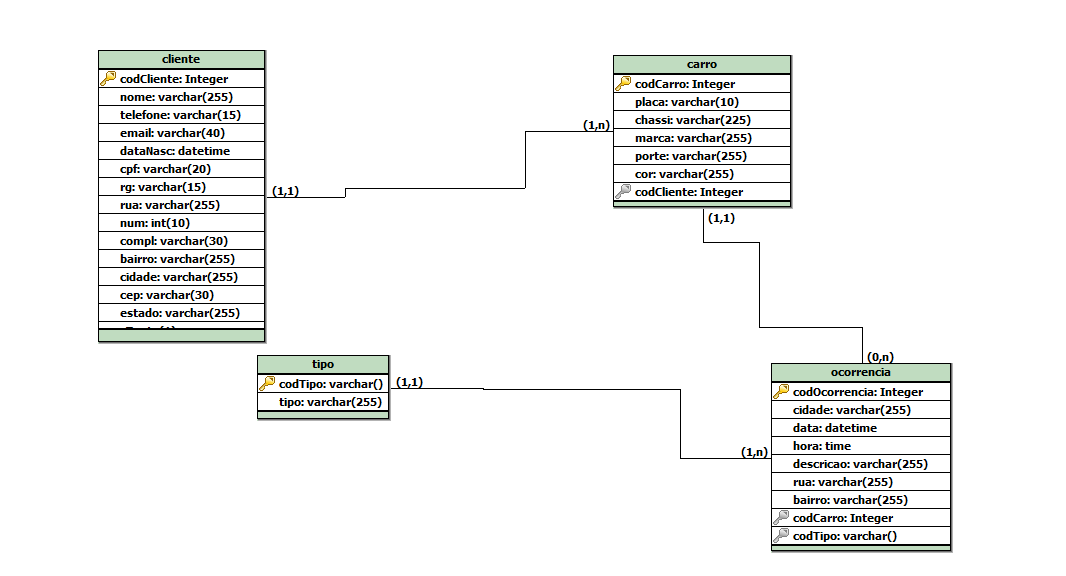 cliente
codCliente: Integer
nome: varchar(255)
telefone: varchar(15)
email: varchar(40)
dataNasc: datetime
cpf: varchar(20)
rg: varchar(15)
rua: varchar(255)
num: int(10)
compl: varchar(30)
bairro: varchar(255)
cidade: varchar(255)
cep: varchar(30)
estado: varchar(255)
(1,1)
(1,n)
carro
codCarro: Integer
placa: varchar(10)
chassi: varchar(225)
marca: varchar(255)
porte: varchar(255)
cor: varchar(255)
codCliente: Integer
(1,1)
(0,n)
tipo
codTipo: varchar()
tipo: varchar(255)
(1,1)
(1,n)
ocorrencia
codOcorrencia: Integer
cidade: varchar(255)
data: datetime
hora: time
descricao: varchar(255)
rua: varchar(255)
bairro: varchar(255)
codCarro: Integer
codTipo: varchar()